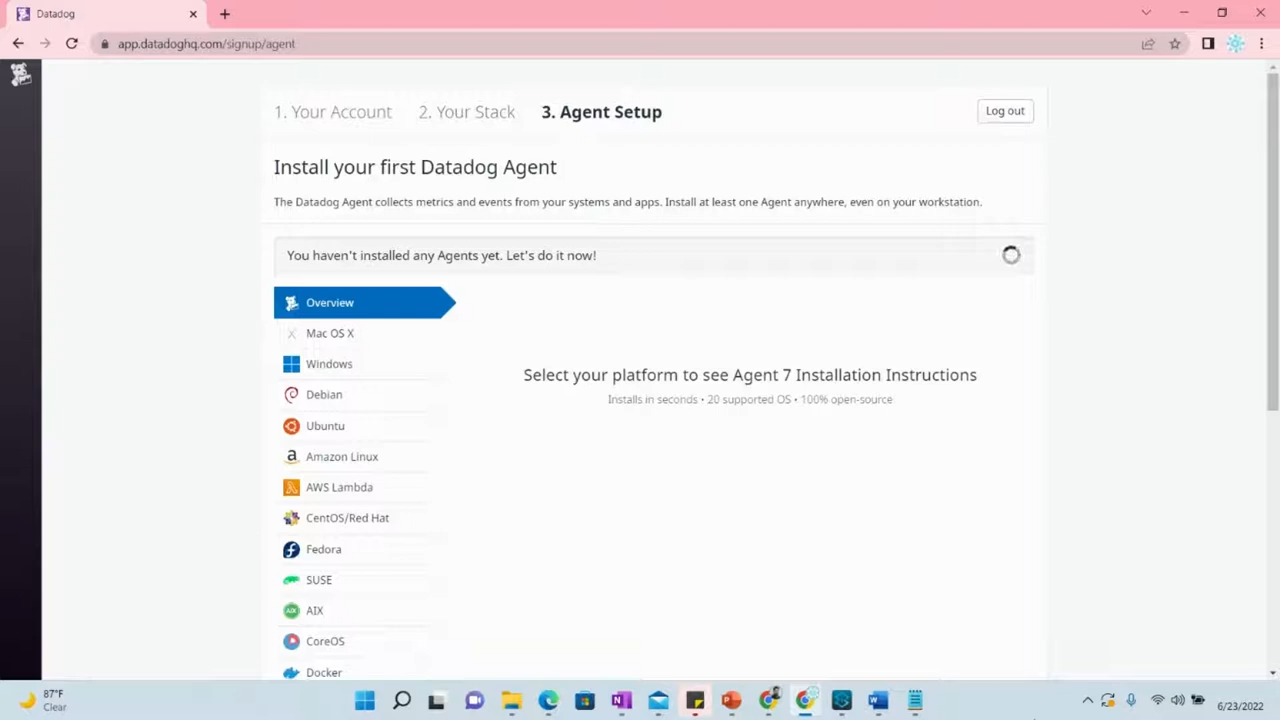 Datadog
app.datadoghq.com/signup/agent
1. Your Account 2. Your Stack 3. Agent Setup Log out
Install your first Datadog Agent
The Datadog Agent collects metrics and events from your systems and apps. Install at least one Agent anywhere, even on your workstation.
You haven't installed any Agents yet. Let's do it now!
Overview
Mac OS X
Windows
Debian
Ubuntu
Amazon Linux
AWS Lambda
CentOS/Red Hat
Fedora
SUSE
AIX
CoreOS
Docker
Select your platform to see Agent 7 Installation Instructions
Installs in seconds • 20 supported OS • 100% open-source
87°F
Clear
6/23/2022